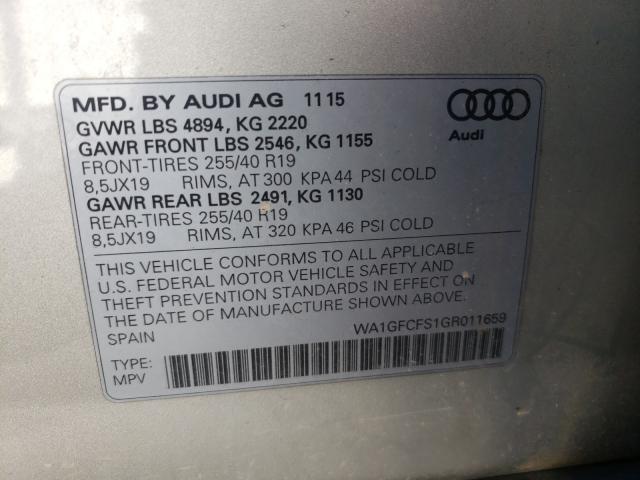 MFD. BY AUDI AG 11 15
GVWR LBS 4894, KG 2220
GAWR FRONT LBS 2546, KG 1155
FRONT-TIRES 255/40 R19
8,5JX19 RIMS, AT 300 KPA 44 PSI COLD
GAWR REAR LBS 2491, KG 1130
REAR-TIRES 255/40 R19
8,5JX19 RIMS, AT 320 KPA 46 PSI COLD
Audi
THIS VEHICLE CONFORMS TO ALL APPLICABLE
U.S. FEDERAL MOTOR VEHICLE SAFETY AND
THEFT PREVENTION STANDARDS IN EFFECT ON
THE DATE OF MANUFACTURE SHOWN ABOVE.
SPAIN WA1GFCFS1GR011659
TYPE:
MPV